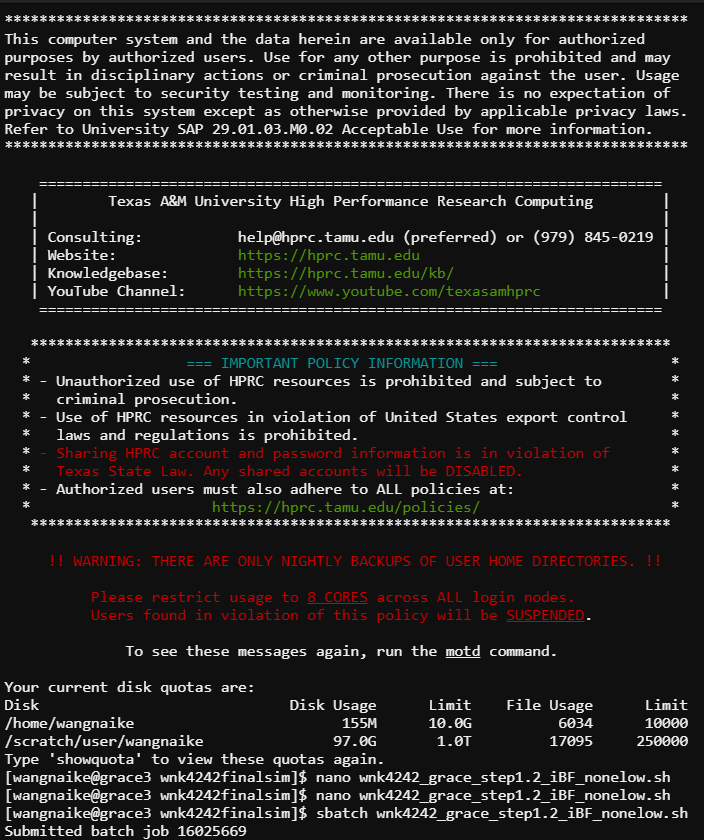 *******************************************************************************
This computer system and the data herein are available only for authorized
purposes by authorized users. Use for any other purpose is prohibited and may
result in disciplinary actions or criminal prosecution against the user. Usage
may be subject to security testing and monitoring. There is no expectation of
privacy on this system except as otherwise provided by applicable privacy laws.
Refer to University SAP 29.01.03.M0.02 Acceptable Use for more information.
*******************************************************************************
========================================================================
| Texas A&M University High Performance Research Computing |
| |
| Consulting: help@hprc.tamu.edu (preferred) or (979) 845-0219 |
| Website: https://hprc.tamu.edu |
| Knowledgebase: https://hprc.tamu.edu/kb/ |
| YouTube Channel: https://www.youtube.com/texasamhprc |
========================================================================
**************************************************************************
* === IMPORTANT POLICY INFORMATION === *
* - Unauthorized use of HPRC resources is prohibited and subject to *
* criminal prosecution. *
* - Use of HPRC resources in violation of United States export control *
* laws and regulations is prohibited. *
* - Sharing HPRC account and password information is in violation of *
* Texas State Law. Any shared accounts will be DISABLED. *
* - Authorized users must also adhere to ALL policies at: *
* https://hprc.tamu.edu/policies/ *
**************************************************************************
!! WARNING: THERE ARE ONLY NIGHTLY BACKUPS OF USER HOME DIRECTORIES. !!
Please restrict usage to 8 CORES across ALL login nodes.
Users found in violation of this policy will be SUSPENDED.
To see these messages again, run the motd command.
Your current disk quotas are:
Disk Disk Usage Limit File Usage Limit
/home/wangnaike 155M 10.0G 6034 10000
/scratch/user/wangnaike 97.0G 1.0T 17095 250000
Type 'showquota' to view these quotas again.
[wangnaike@grace3 wnk4242finalsim]$ nano wnk4242_grace_step1.2_iBF_nonelow.sh
[wangnaike@grace3 wnk4242finalsim]$ nano wnk4242_grace_step1.2_iBF_nonelow.sh
[wangnaike@grace3 wnk4242finalsim]$ sbatch wnk4242_grace_step1.2_iBF_nonelow.sh
Submitted batch job 16025669